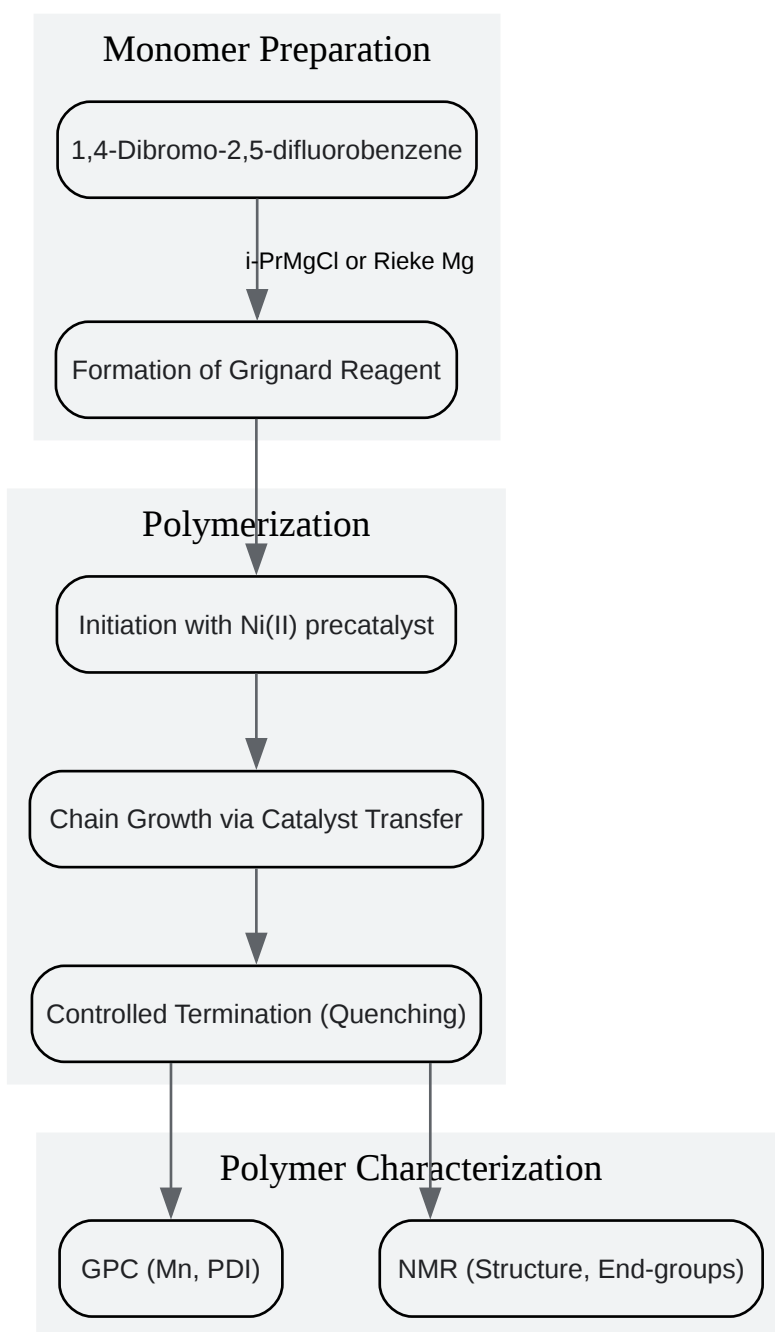 Monomer Preparation
1,4-Dibromo-2,5-difluorobenzene
i-PrMgCl or Rieke Mg
Formation of Grignard Reagent
Polymerization
Initiation with Ni(II) precatalyst
Chain Growth via Catalyst Transfer
Controlled Termination (Quenching)
Polymer Characterization
GPC (Mn, PDI)
NMR (Structure, End-groups)